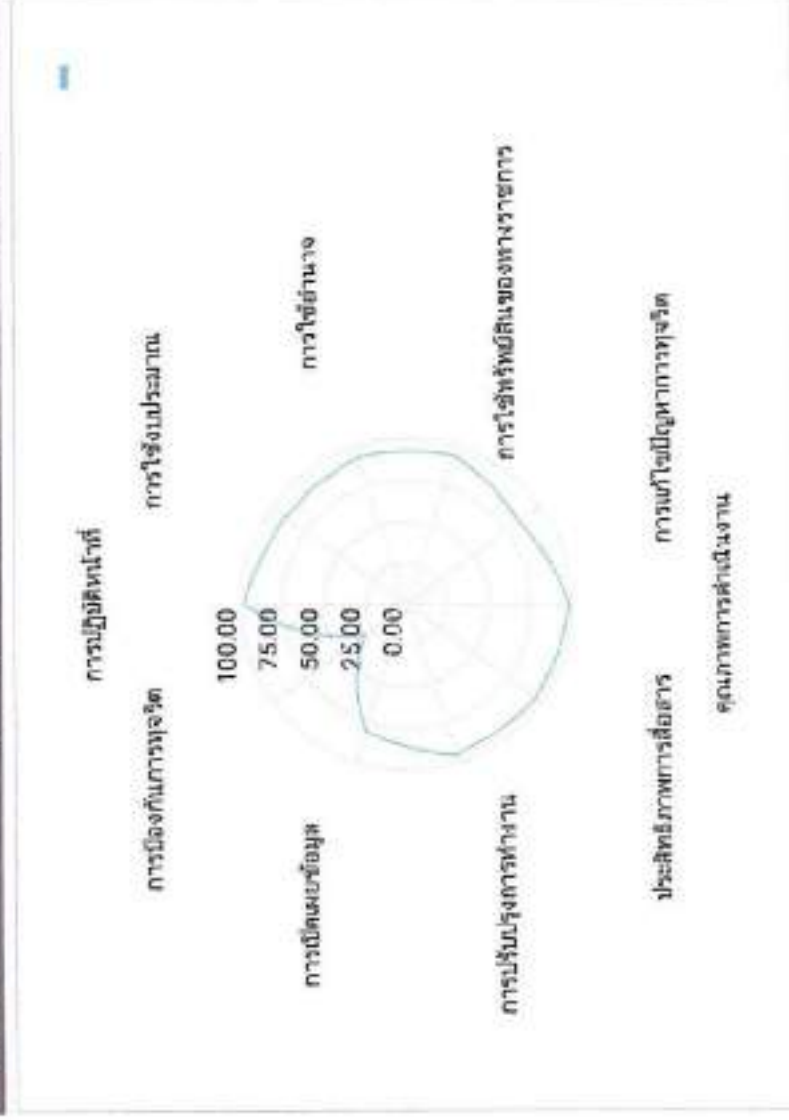 การปฏิบัติหน้าที่
การป้องกันการทุจริต
การใช้งบประมาณ
100.00
75.00
50.00
25.00
0.00
การเปิดเผยข้อมูล
การใช้อำนาจ
การปรับปรุงการทำงาน
การใช้ทรัพย์สินของทางราชการ
ประสิทธิภาพการสื่อสาร
การแก้ไขปัญหาการทุจริต
คุณภาพการดำเนินงาน